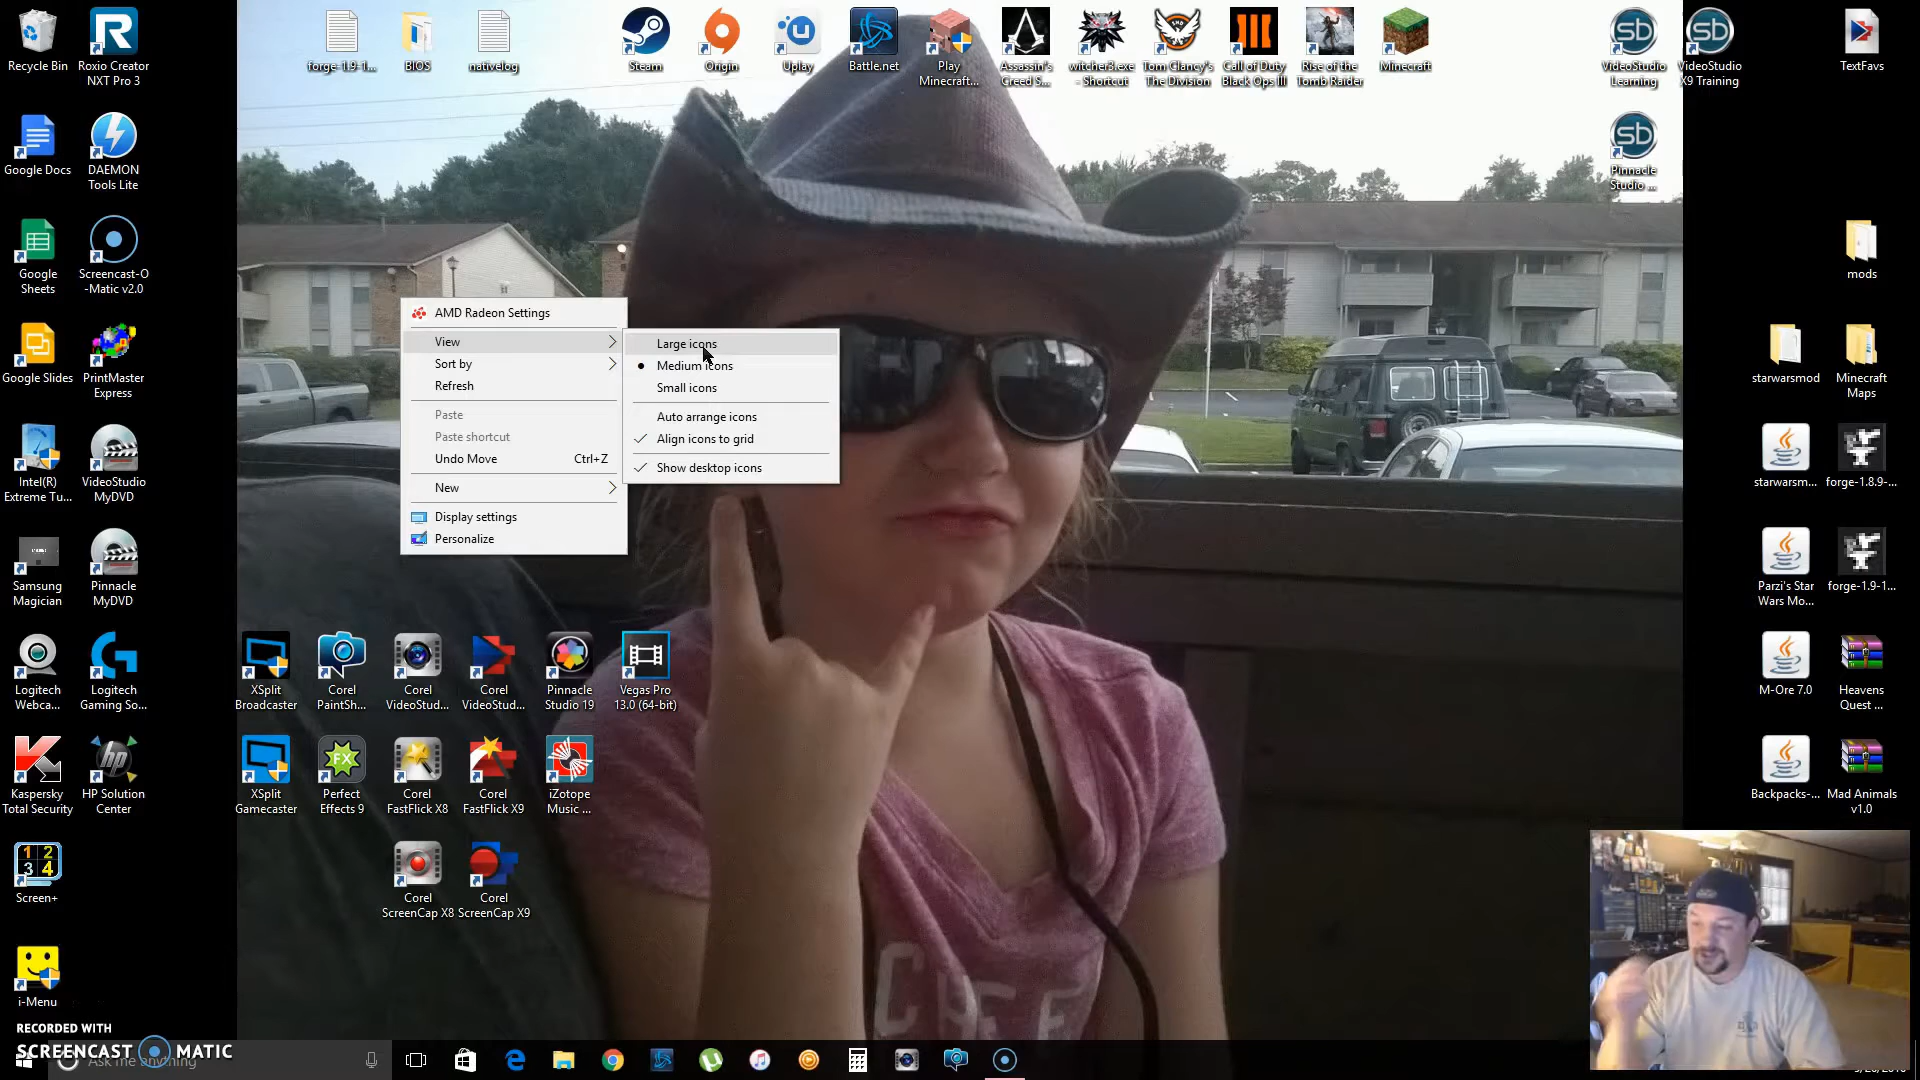 Recycle Bin
Roxio Creator
NXT Pro 3
forge-1.9-1...
BIOS
nativelog
Steam
Origin
Uplay
Battle.net
Play
Minecraft...
Assassin's
Creed S...
witcher3.exe
- Shortcut
Tom Clancy's
The Division
Call of Duty
Black Ops III
Rise of the
Tomb Raider
Minecraft
VideoStudio
Learning
VideoStudio
X9 Training
TextFavs
Google Docs
DAEMON
Tools Lite
Pinnacle
Studio ...
Google
Sheets
Screencast-O
-Matic v2.0
mods
AMD Radeon Settings
View
Sort by
Refresh
Paste
Paste shortcut
Undo Move Ctrl+Z
New
Display settings
Personalize
Large icons
Medium icons
Small icons
Auto arrange icons
Align icons to grid
Show desktop icons
Google Slides
PrintMaster
Express
starwarsmod
Minecraft
Maps
Intel(R)
Extreme Tu...
VideoStudio
MyDVD
starwarsm...
forge-1.8.9-...
Samsung
Magician
Pinnacle
MyDVD
Parzi's Star
Wars Mo...
forge-1.9-1...
Logitech
Webca...
Logitech
Gaming So...
XSplit
Broadcaster
Corel
PaintSh...
Corel
VideoStud...
Corel
VideoStud...
Pinnacle
Studio 19
Vegas Pro
13.0 (64-bit)
M-Ore 7.0
Heavens
Quest ...
Kaspersky
Total Security
HP Solution
Center
XSplit
Gamecaster
FX
Perfect
Effects 9
Corel
FastFlick X8
Corel
FastFlick X9
iZotope
Music ...
Backpacks-...
Mad Animals
v1.0
1 2
3 4
Screen+
Corel
ScreenCap X8
Corel
ScreenCap X9
i-Menu
RECORDED WITH
SCREENCAST MATIC
Ask me anything